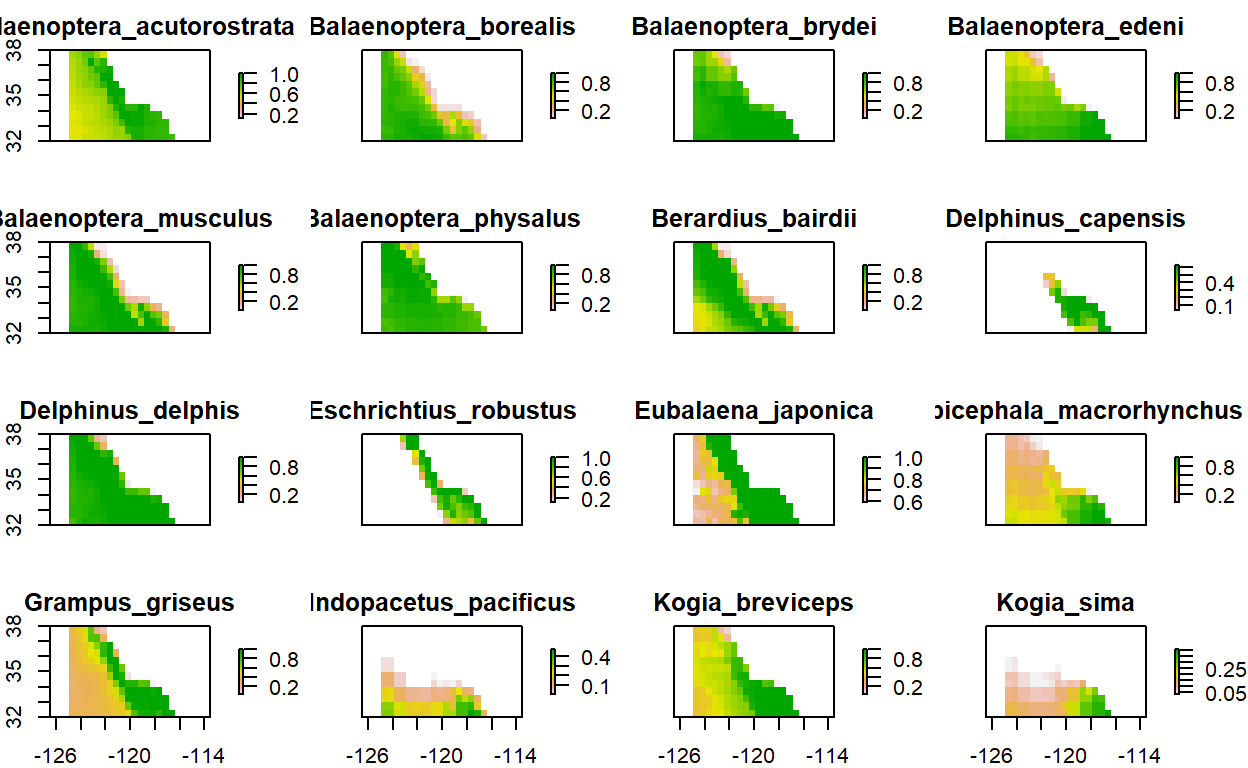 laenoptera_acutorostrata
Balaenoptera_borealis
Balaenoptera_brydei
Balaenoptera_edeni
38
35
32
1.0
0.6
0.2
0.8
0.2
0.8
0.2
0.8
0.2
Balaenoptera_musculus
Balaenoptera_physalus
Berardius_bairdii
Delphinus_capensis
38
35
32
0.8
0.2
0.8
0.2
0.8
0.2
0.4
0.1
Delphinus_delphis
Eschrichtius_robustus
Eubalaena_japonica
bicephala_macrorhynchus
38
35
32
0.8
0.2
1.0
0.6
0.2
1.0
0.8
0.6
0.8
0.2
Grampus_griseus
Indopacetus_pacificus
Kogia_breviceps
Kogia_sima
38
35
32
0.8
0.2
0.4
0.1
0.8
0.2
0.25
0.05
-126 -120 -114
-126 -120 -114
-126 -120 -114
-126 -120 -114